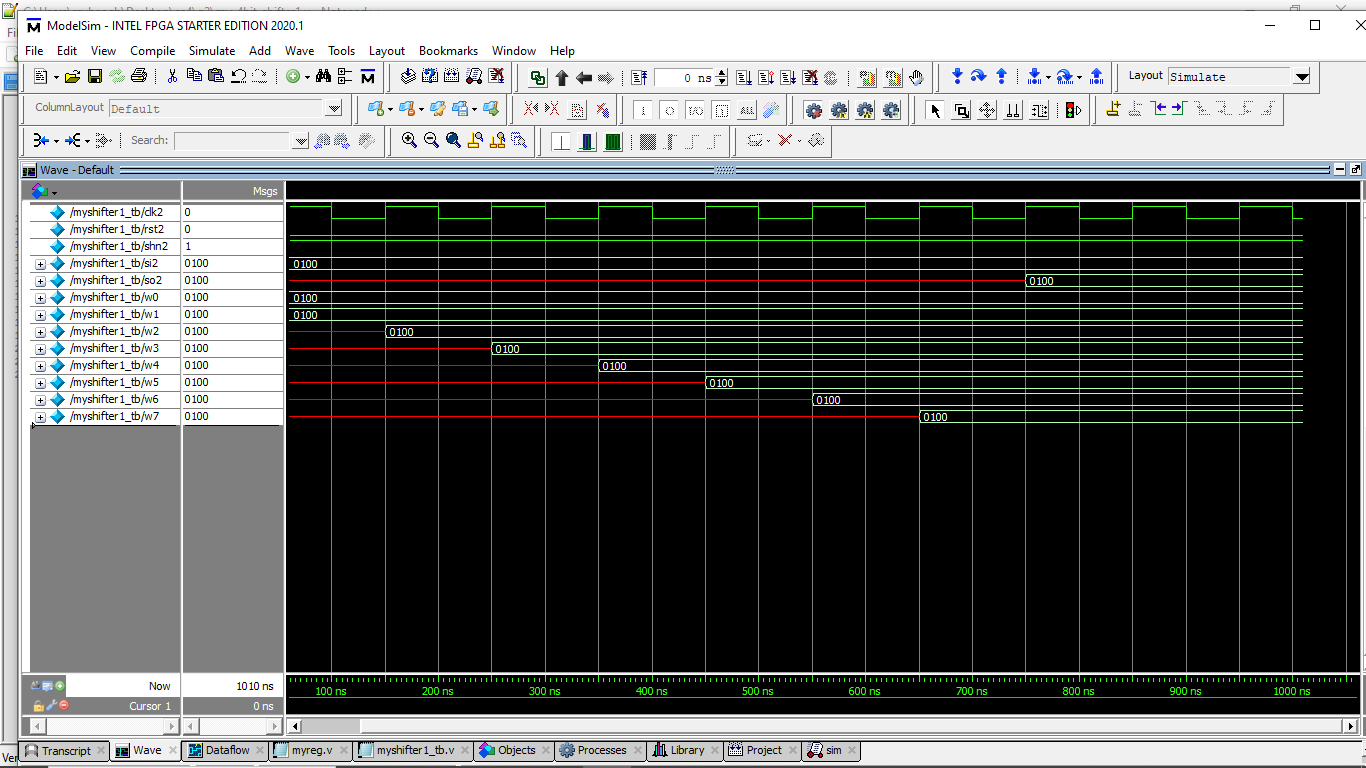 ModelSim - INTEL FPGA STARTER EDITION 2020.1
File Edit View Compile Simulate Add Wave Tools Layout Bookmarks Window Help
0 ns
Layout Simulate
ColumnLayout Default
Search:
Wave - Default
Msgs
/myshifter1_tb/clk2 0
/myshifter1_tb/rst2 0
/myshifter1_tb/shn2 1
/myshifter1_tb/si2 0100 0100
/myshifter1_tb/so2 0100 0100
/myshifter1_tb/w0 0100 0100
/myshifter1_tb/w1 0100 0100
/myshifter1_tb/w2 0100 0100
/myshifter1_tb/w3 0100 0100
/myshifter1_tb/w4 0100 0100
/myshifter1_tb/w5 0100 0100
/myshifter1_tb/w6 0100 0100
/myshifter1_tb/w7 0100 0100
Now 1010 ns 100 ns 200 ns 300 ns 400 ns 500 ns 600 ns 700 ns 800 ns 900 ns 1000 ns
Cursor 1 0 ns
Transcript Wave Dataflow myreg.v myshifter1_tb.v Objects Processes Library Project sim